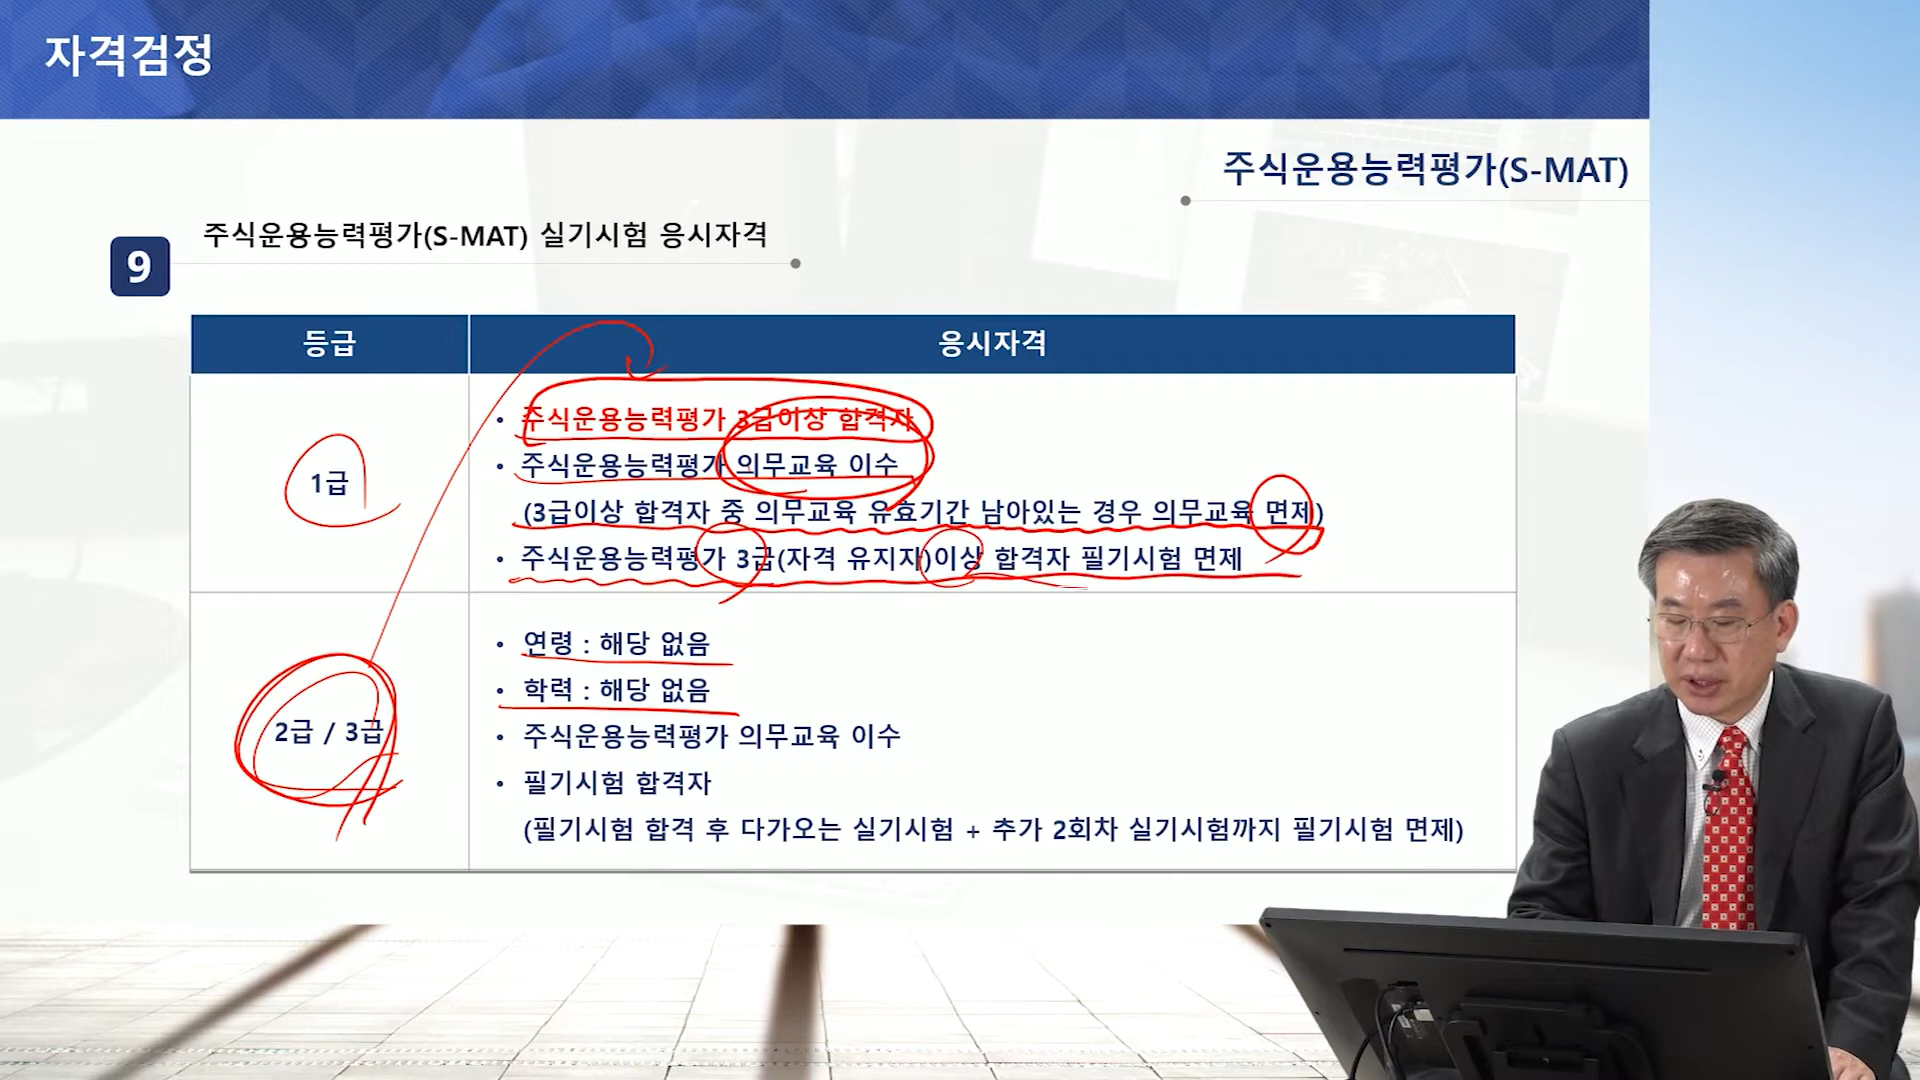 자격검정
주식운용능력평가(S-MAT)
9
주식운용능력평가(S-MAT) 실기시험 응시자격
등급
응시자격
1급
• 주식운용능력평가 3급이상 합격자
• 주식운용능력평가 의무교육 이수
(3급이상 합격자 중 의무교육 유효기간 남아있는 경우 의무교육 면제)
• 주식운용능력평가 3급(자격 유지자)이상 합격자 필기시험 면제
2급 / 3급
• 연령 : 해당 없음
• 학력 : 해당 없음
• 주식운용능력평가 의무교육 이수
• 필기시험 합격자
(필기시험 합격 후 다가오는 실기시험 + 추가 2회차 실기시험까지 필기시험 면제)